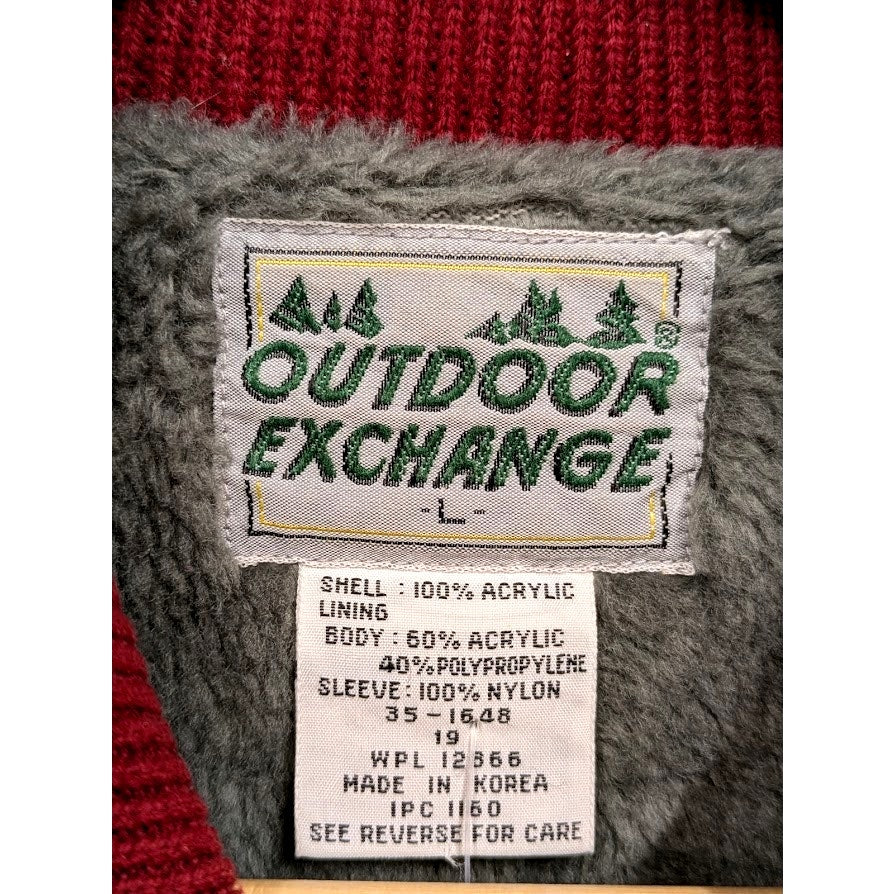 OUTDOOR®
EXCHANGE
- L -
SHELL : 100% ACRYLIC
LINING
BODY : 60% ACRYLIC
40% POLYPROPYLENE
SLEEVE : 100% NYLON
35-1648
19
WPL 12866
MADE IN KOREA
IPC 1160
SEE REVERSE FOR CARE